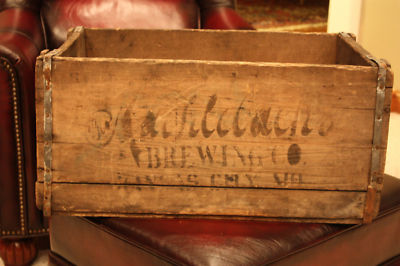 Muehlebach's
BREWING CO.
KANSAS CITY, MO.